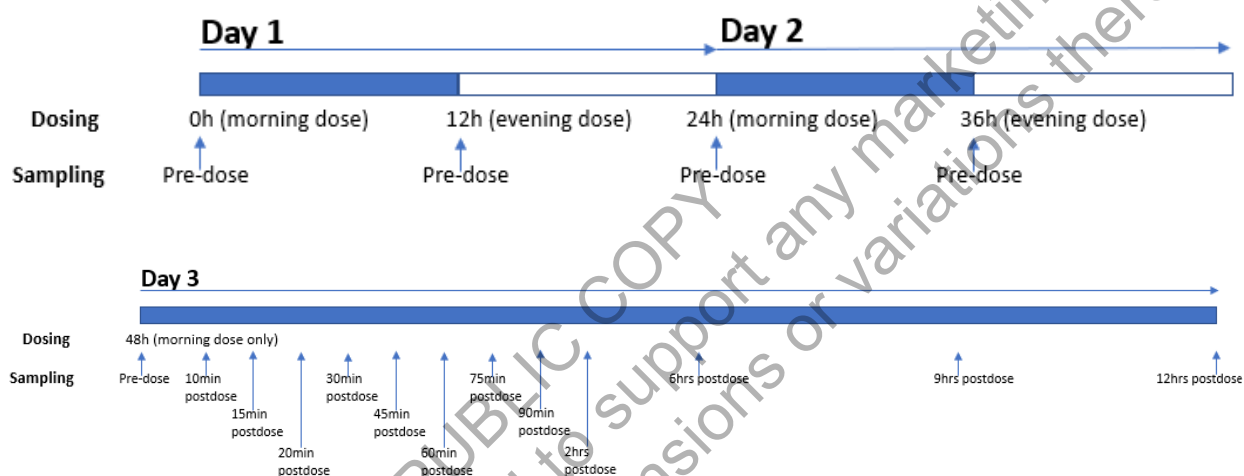 Day 1 Day 2
Dosing 0h (morning dose) 12h (evening dose) 24h (morning dose) 36h (evening dose)
Sampling Pre-dose Pre-dose Pre-dose Pre-dose
Day 3
Dosing 48h (morning dose only)
Sampling Pre-dose 10min postdose 30min postdose 75min postdose 6hrs postdose 9hrs postdose 12hrs postdose
15min postdose 45min postdose 90min postdose
20min postdose 60min postdose 2hrs postdose
PUBLIC COPY
to support any marketin
sions or variations ther